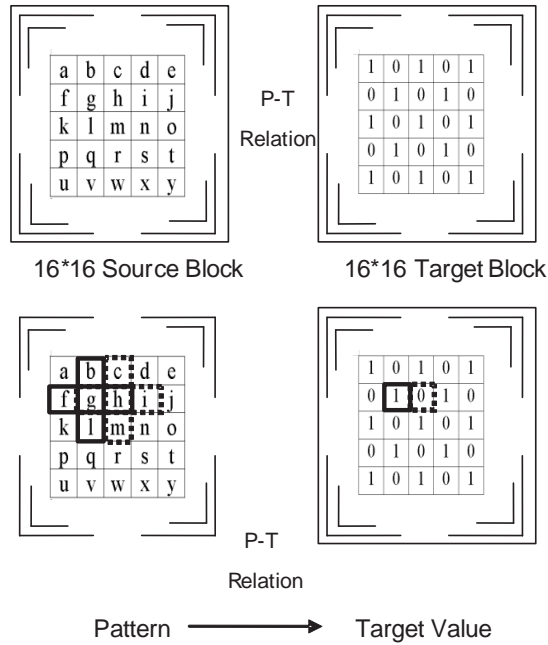 a b c d e
f g h i j
k l m n o
p q r s t
u v w x y
P-T
Relation
1 0 1 0 1
0 1 0 1 0
1 0 1 0 1
0 1 0 1 0
1 0 1 0 1
16*16 Source Block
16*16 Target Block
a b c d e
f g h i j
k l m n o
p q r s t
u v w x y
1 0 1 0 1
0 1 0 1 0
1 0 1 0 1
0 1 0 1 0
1 0 1 0 1
P-T
Relation
Pattern
Target Value